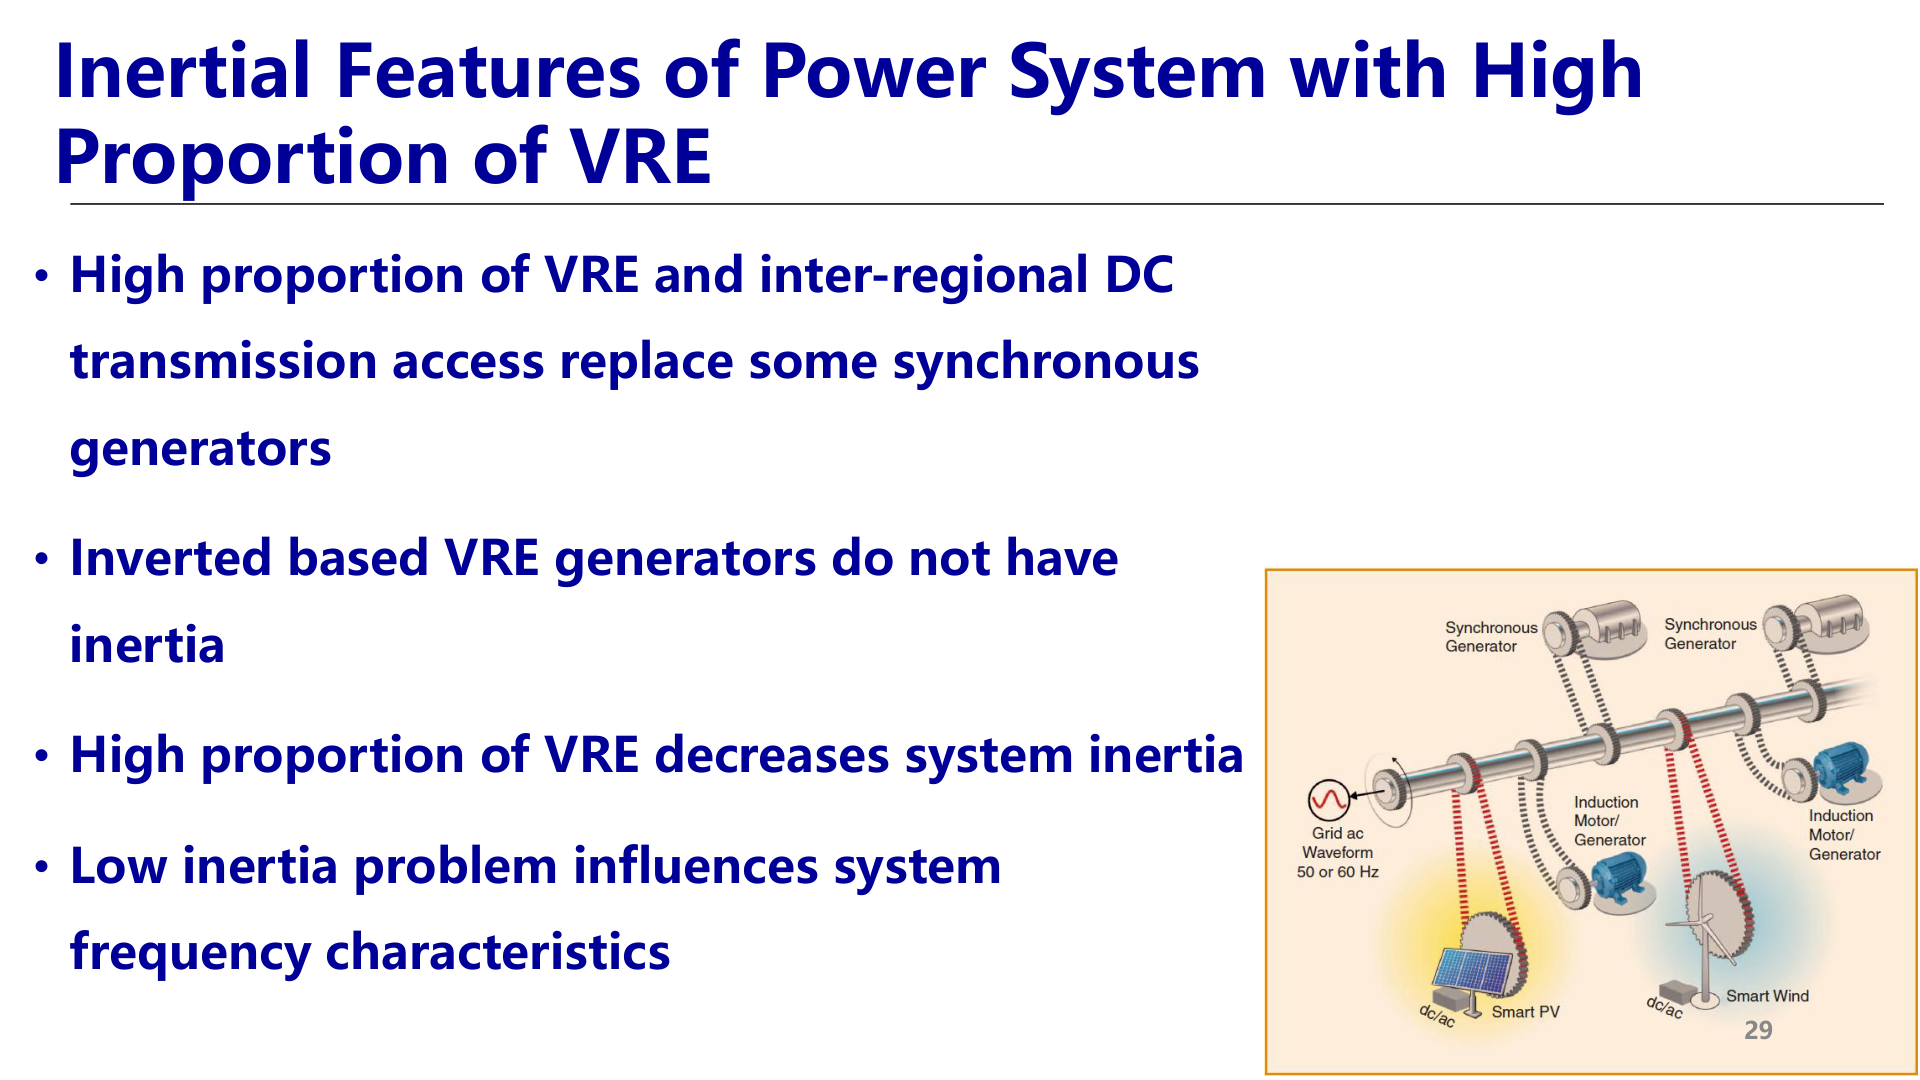 Inertial Features of Power System with High
Proportion of VRE
• High proportion of VRE and inter-regional DC
transmission access replace some synchronous
generators
• Inverted based VRE generators do not have
inertia
• High proportion of VRE decreases system inertia
• Low inertia problem influences system
frequency characteristics
Synchronous
Generator
Synchronous
Generator
Grid ac
Waveform
50 or 60 Hz
Induction
Motor/
Generator
Induction
Motor/
Generator
dc/ac
Smart PV
dc/ac
Smart Wind
29